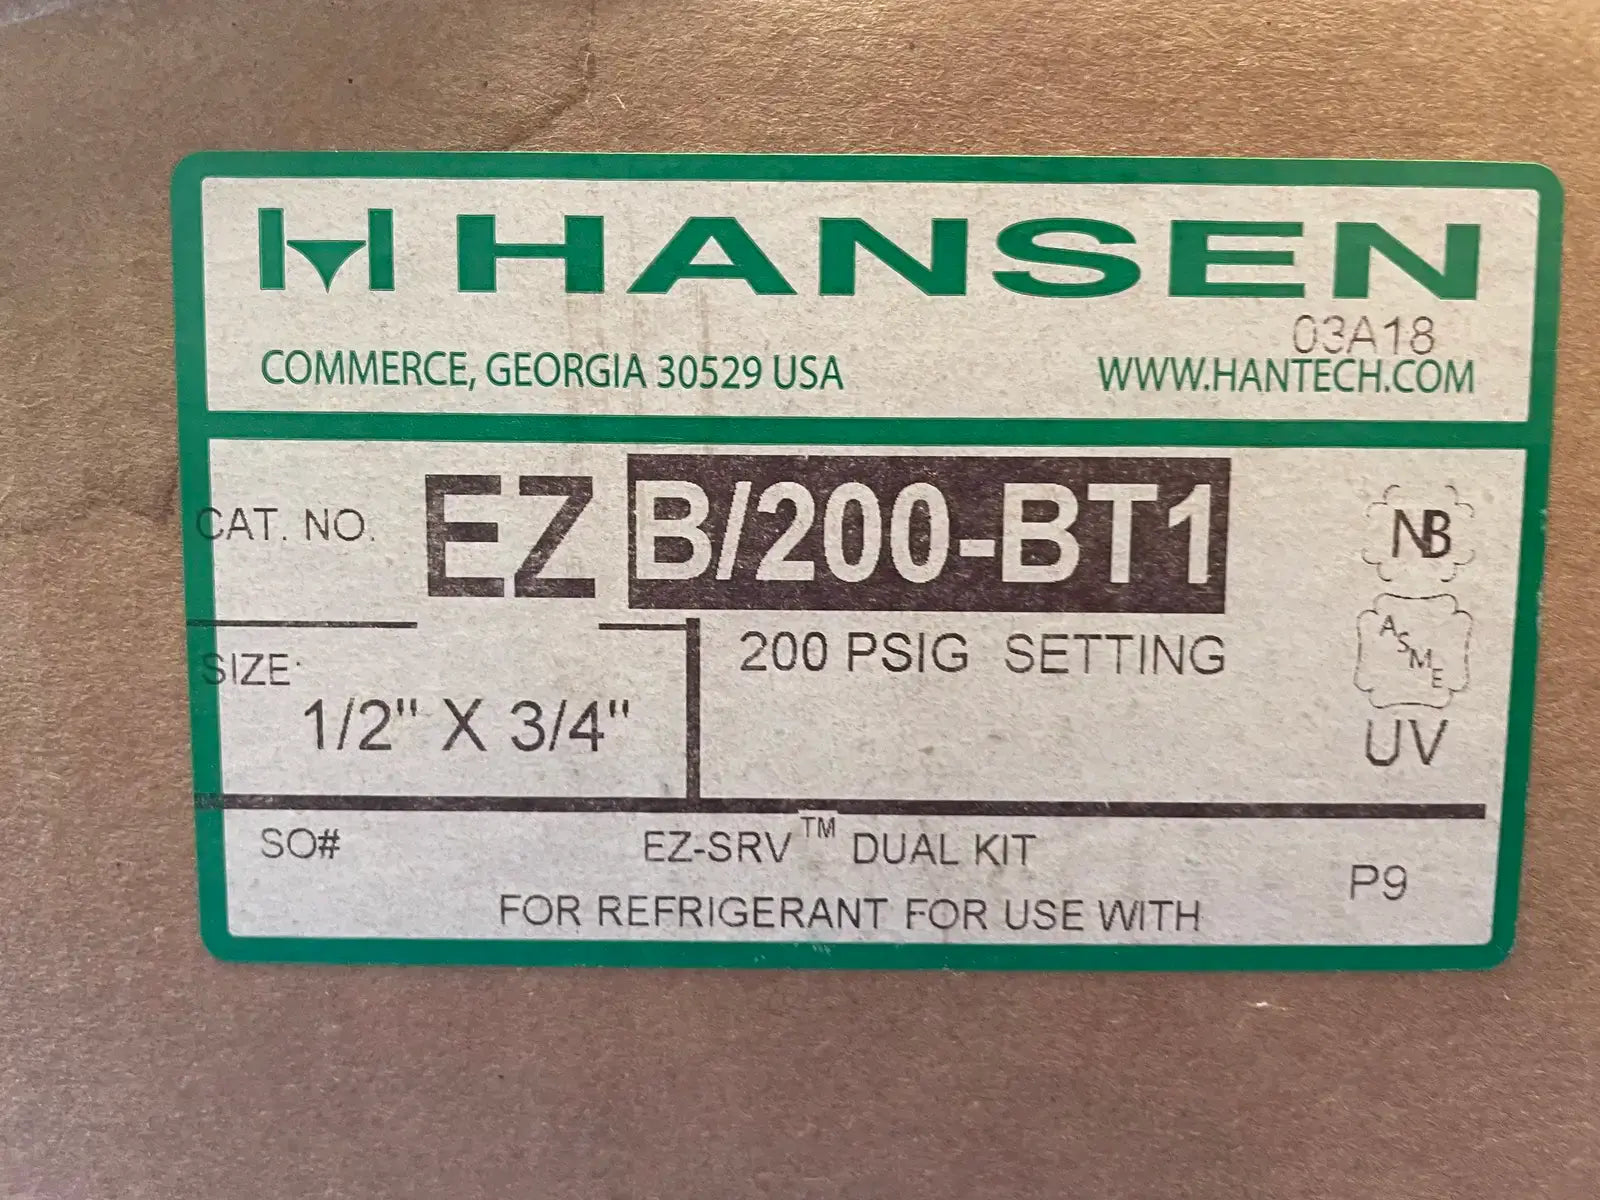 HANSEN
03A18
COMMERCE, GEORGIA 30529 USA WWW.HANTECH.COM
CAT. NO. EZ B/200-BT1
NB
SIZE: 200 PSIG SETTING
ASME
1/2" X 3/4"
UV
SO# EZ-SRV™ DUAL KIT
P9
FOR REFRIGERANT FOR USE WITH